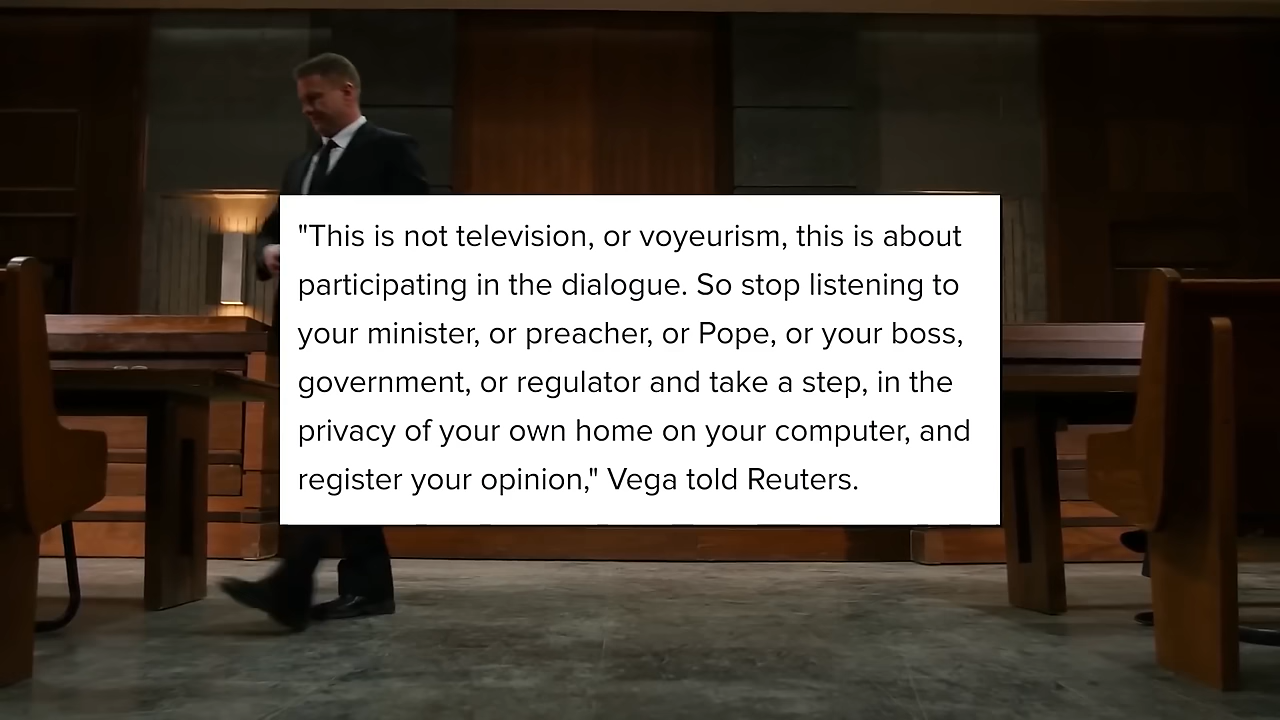 "This is not television, or voyeurism, this is about
participating in the dialogue. So stop listening to
your minister, or preacher, or Pope, or your boss,
government, or regulator and take a step, in the
privacy of your own home on your computer, and
register your opinion," Vega told Reuters.